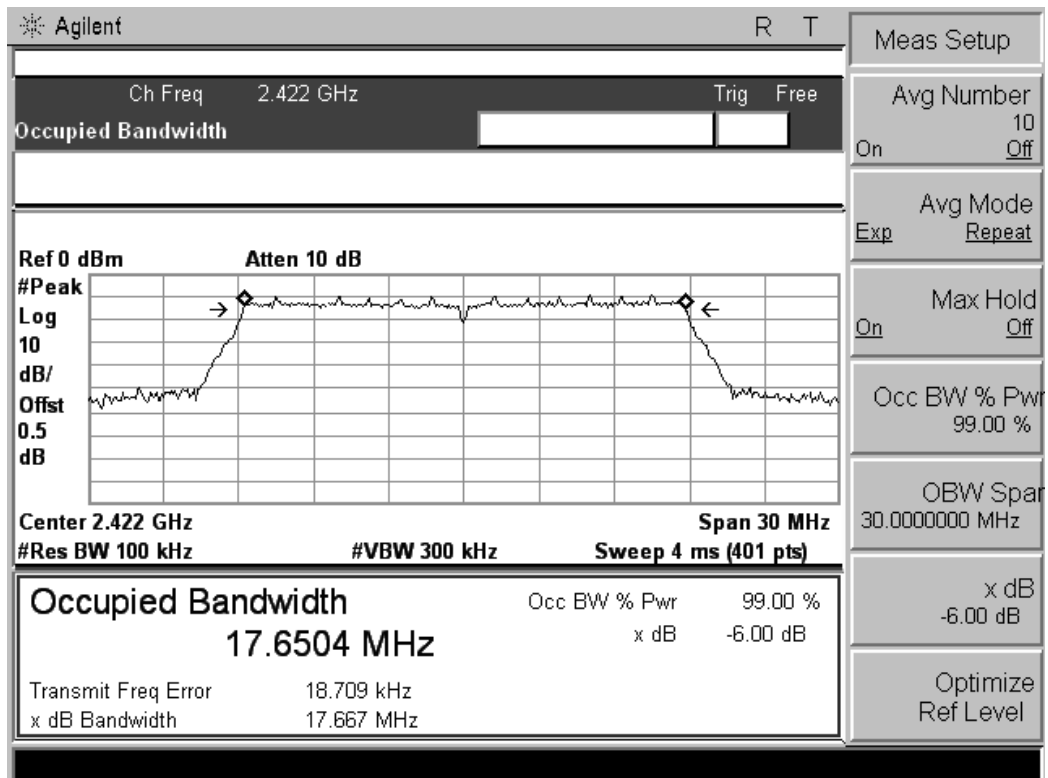 Agilent R T
Ch Freq 2.422 GHz Trig Free
Occupied Bandwidth
Ref 0 dBm Atten 10 dB
#Peak
Log
10
dB/
Offst
0.5
dB
Center 2.422 GHz Span 30 MHz
#Res BW 100 kHz #VBW 300 kHz Sweep 4 ms (401 pts)
Occupied Bandwidth Occ BW % Pwr 99.00 %
17.6504 MHz x dB -6.00 dB
Transmit Freq Error 18.709 kHz
x dB Bandwidth 17.667 MHz
Meas Setup
Avg Number
10
On Off
Avg Mode
Exp Repeat
Max Hold
On Off
Occ BW % Pwr
99.00 %
OBW Span
30.0000000 MHz
x dB
-6.00 dB
Optimize
Ref Level